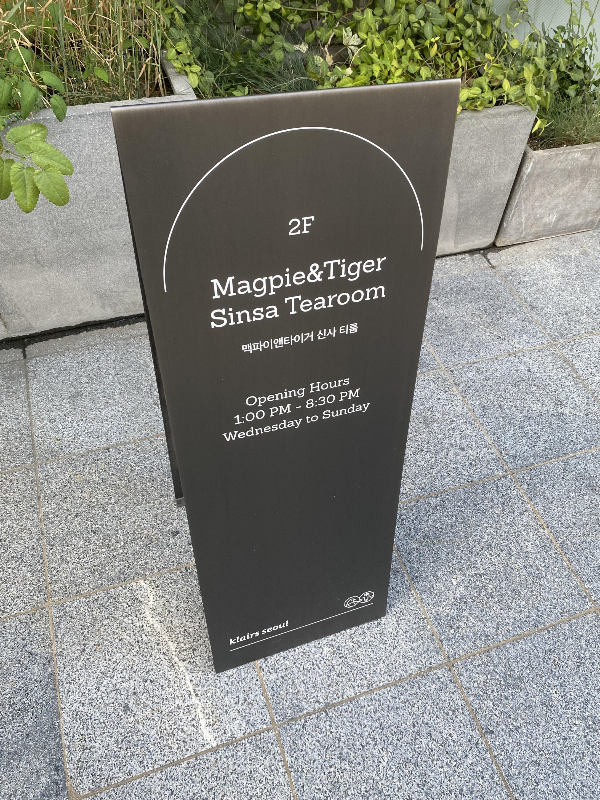 2F
Magpie&Tiger
Sinsa Tearoom
맥파이앤타이거 신사 티룸
Opening Hours
1:00 PM - 8:30 PM
Wednesday to Sunday
klairs seoul